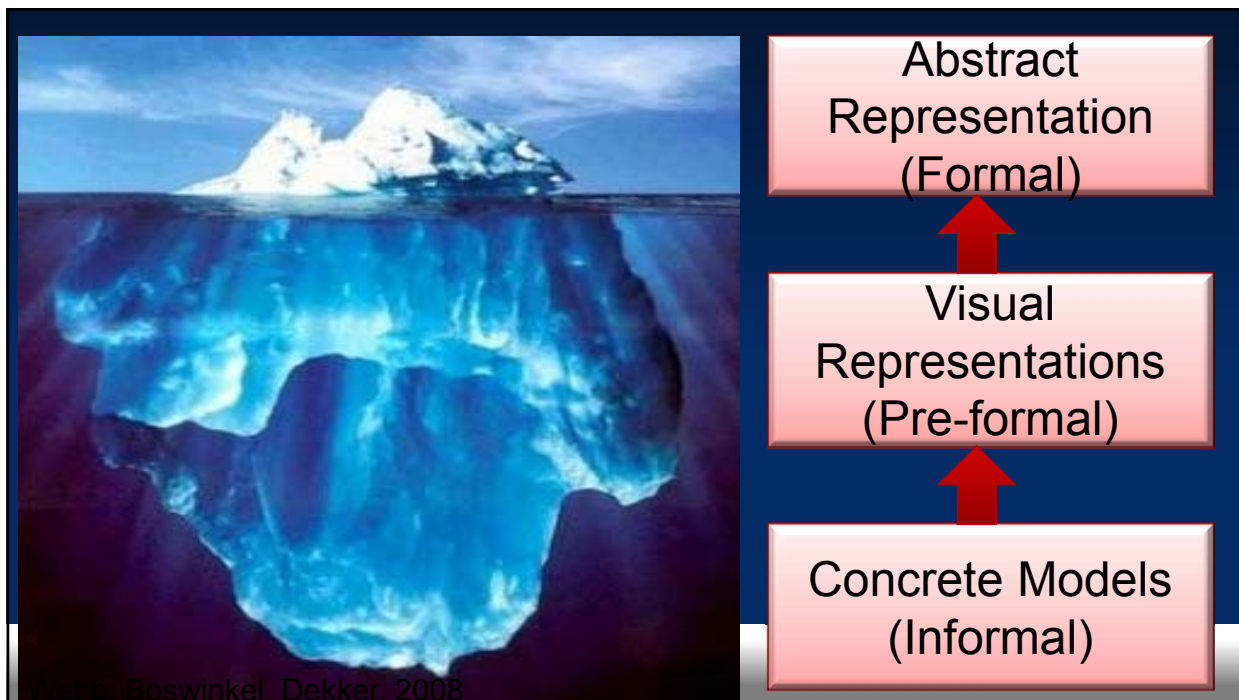 Abstract
Representation
(Formal)
Visual
Representations
(Pre-formal)
Concrete Models
(Informal)
Webb, Boswinkel, Dekker, 2008